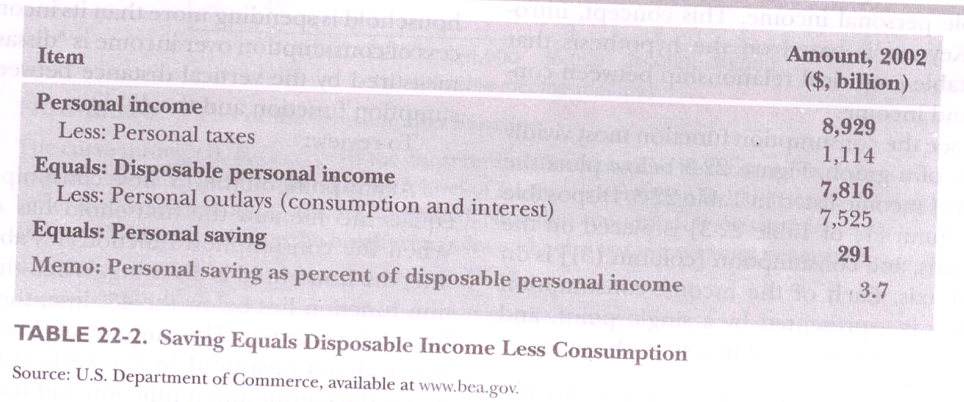 Item
Amount, 2002
($, billion)
Personal income 8,929
Less: Personal taxes 1,114
Equals: Disposable personal income 7,816
Less: Personal outlays (consumption and interest) 7,525
Equals: Personal saving 291
Memo: Personal saving as percent of disposable personal income 3.7
TABLE 22-2. Saving Equals Disposable Income Less Consumption
Source: U.S. Department of Commerce, available at www.bea.gov.